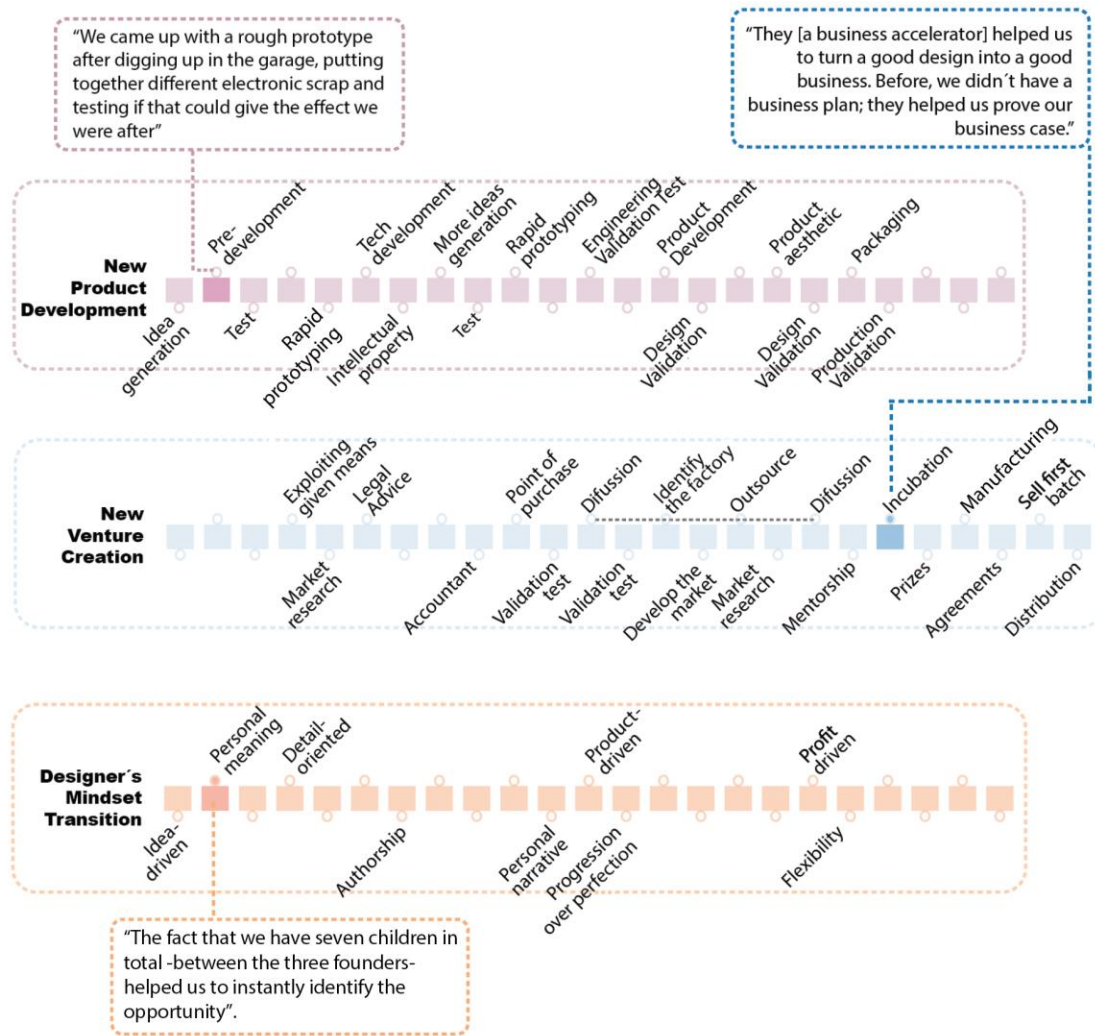 “We came up with a rough prototype
after digging up in the garage, putting
together different electronic scrap and
testing if that could give the effect we
were after”
“They [a business accelerator] helped us
to turn a good design into a good
business. Before, we didn´t have a
business plan; they helped us prove our
business case.”
New
Product
Development
Pre-
development
Tech
development
More ideas
generation
Rapid
prototyping
Engineering
Validation Test
Product
Development
Product
aesthetic
Packaging
Idea
generation
Test
Rapid
prototyping
Intellectual
property
Test
Design
Validation
Design
Validation
Production
Validation
New
Venture
Creation
Exploiting
given means
Legal
Advice
Point of
purchase
Difussion
Identify
the factory
Outsource
Difussion
Incubation
Manufacturing
Sell first
batch
Market
research
Accountant
Validation
test
Validation
test
Develop the
market
Market
research
Mentorship
Prizes
Agreements
Distribution
Designer´s
Mindset
Transition
Personal
meaning
Detail-
oriented
Product-
driven
Profit
driven
Idea-
driven
Authorship
Personal
narrative
Progression
over perfection
Flexibility
“The fact that we have seven children in
total -between the three founders-
helped us to instantly identify the
opportunity”.